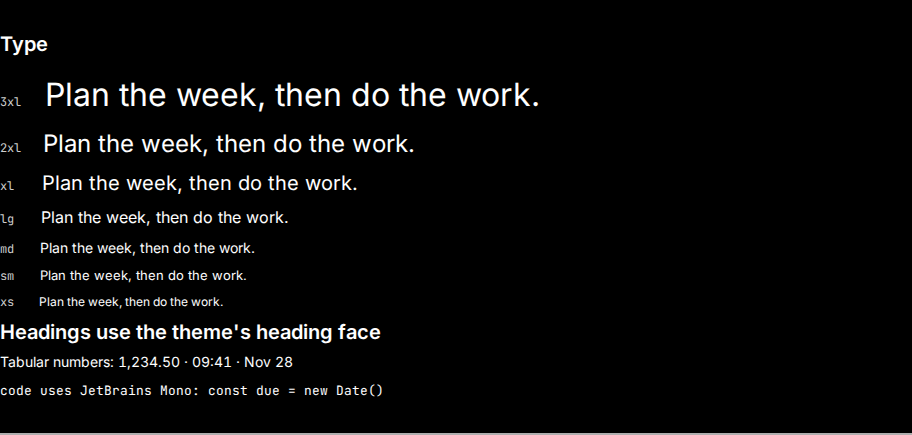 Type
3xl Plan the week, then do the work.
2xl Plan the week, then do the work.
xl Plan the week, then do the work.
lg Plan the week, then do the work.
md Plan the week, then do the work.
sm Plan the week, then do the work.
xs Plan the week, then do the work.
Headings use the theme's heading face
Tabular numbers: 1,234.50 · 09:41 · Nov 28
code uses JetBrains Mono: const due = new Date()